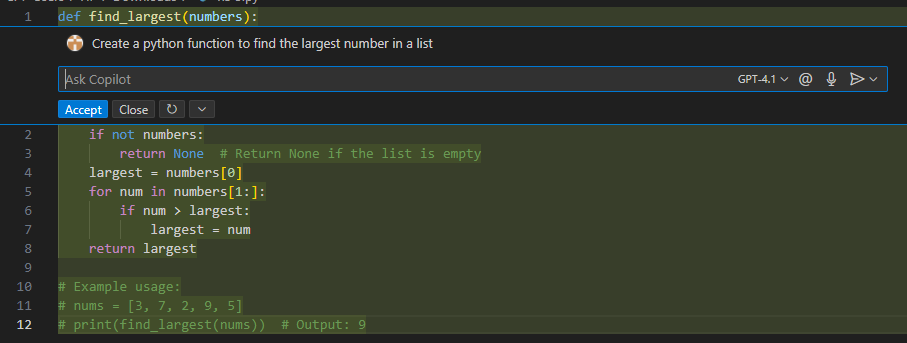 1 def find_largest(numbers):
Create a python function to find the largest number in a list
Ask Copilot GPT-4.1 @
Accept Close
2 if not numbers:
3 return None # Return None if the list is empty
4 largest = numbers[0]
5 for num in numbers[1:]:
6 if num > largest:
7 largest = num
8 return largest
9
10 # Example usage:
11 # nums = [3, 7, 2, 9, 5]
12 # print(find_largest(nums)) # Output: 9